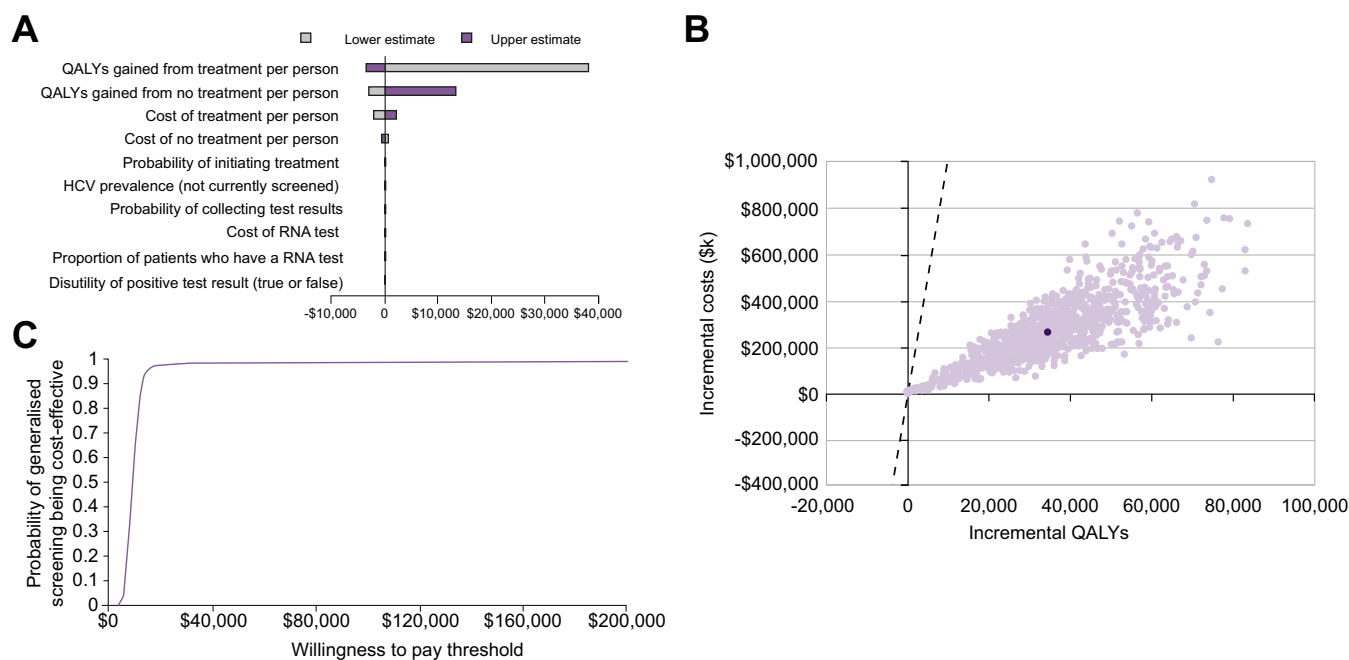 A
Lower estimate
Upper estimate
QALYs gained from treatment per person
QALYs gained from no treatment per person
Cost of treatment per person
Cost of no treatment per person
Probability of initiating treatment
HCV prevalence (not currently screened)
Probability of collecting test results
Cost of RNA test
Proportion of patients who have a RNA test
Disutility of positive test result (true or false)
-$10,000 0 $10,000 $20,000 $30,000 $40,000
B
Incremental costs ($k)
$1,000,000
$800,000
$600,000
$400,000
$200,000
$0
-$200,000
-$400,000
-20,000 0 20,000 40,000 60,000 80,000 100,000
Incremental QALYs
C
Probability of generalised
screening being cost-effective
1
0.9
0.8
0.7
0.6
0.5
0.4
0.3
0.2
0.1
0
$0 $40,000 $80,000 $120,000 $160,000 $200,000
Willingness to pay threshold